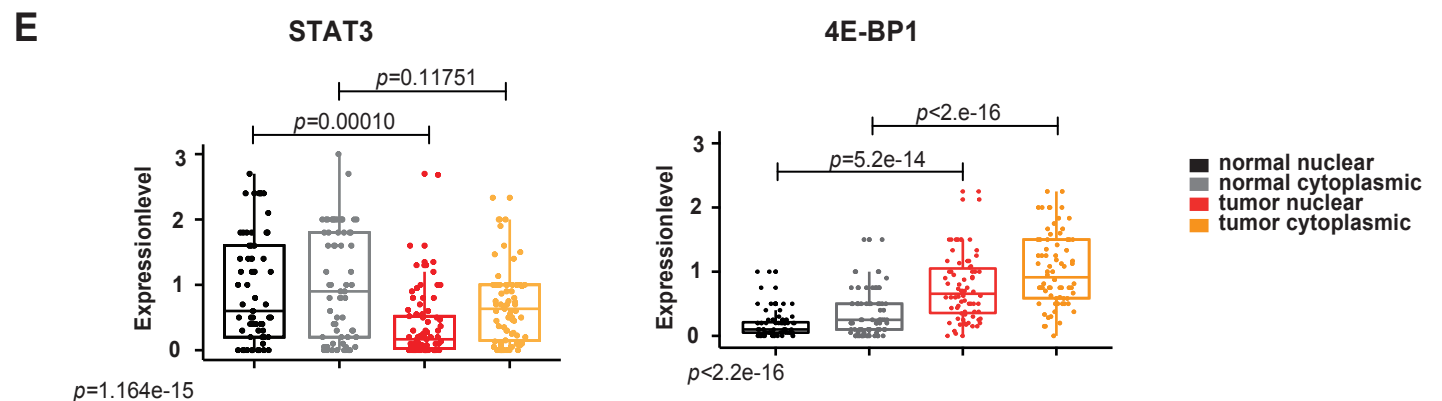 E
STAT3
4E-BP1
p=0.11751
p=0.00010
p<2.e-16
p=5.2e-14
Expressionlevel
3
2
1
0
p=1.164e-15
Expressionlevel
3
2
1
0
p<2.2e-16
normal nuclear
normal cytoplasmic
tumor nuclear
tumor cytoplasmic